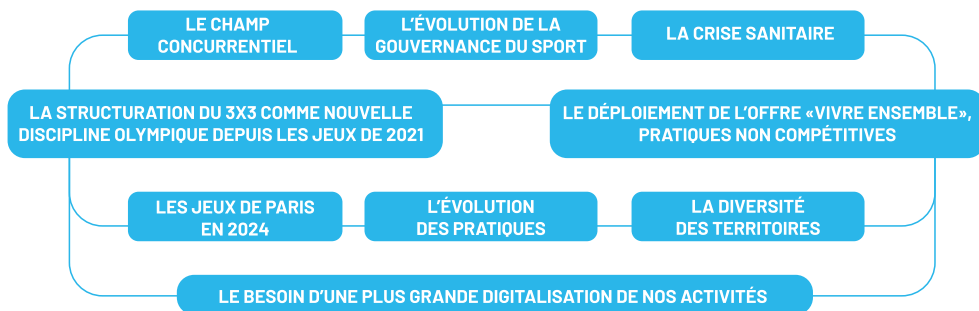 LE CHAMP
CONCURRENTIEL
L'ÉVOLUTION DE LA
GOUVERNANCE DU SPORT
LA CRISE SANITAIRE
LA STRUCTURATION DU 3X3 COMME NOUVELLE
DISCIPLINE OLYMPIQUE DEPUIS LES JEUX DE 2021
LE DÉPLOIEMENT DE L'OFFRE «VIVRE ENSEMBLE»,
PRATIQUES NON COMPÉTITIVES
LES JEUX DE PARIS
EN 2024
L'ÉVOLUTION
DES PRATIQUES
LA DIVERSITÉ
DES TERRITOIRES
LE BESOIN D'UNE PLUS GRANDE DIGITALISATION DE NOS ACTIVITÉS